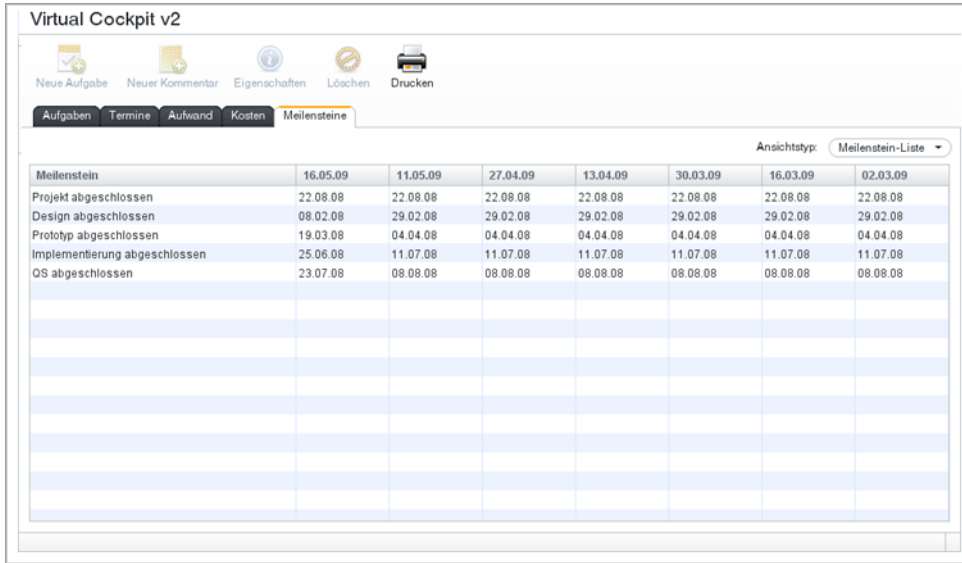 Virtual Cockpit v2
Neue Aufgabe Neuer Kommentar Eigenschaften Löschen Drucken
Aufgaben Termine Aufwand Kosten Meilensteine
Ansichtstyp: Meilenstein-Liste
Meilenstein 16.05.09 11.05.09 27.04.09 13.04.09 30.03.09 16.03.09 02.03.09
Projekt abgeschlossen 22.08.08 22.08.08 22.08.08 22.08.08 22.08.08 22.08.08 22.08.08
Design abgeschlossen 08.02.08 29.02.08 29.02.08 29.02.08 29.02.08 29.02.08 29.02.08
Prototyp abgeschlossen 19.03.08 04.04.08 04.04.08 04.04.08 04.04.08 04.04.08 04.04.08
Implementierung abgeschlossen 25.06.08 11.07.08 11.07.08 11.07.08 11.07.08 11.07.08 11.07.08
QS abgeschlossen 23.07.08 08.08.08 08.08.08 08.08.08 08.08.08 08.08.08 08.08.08